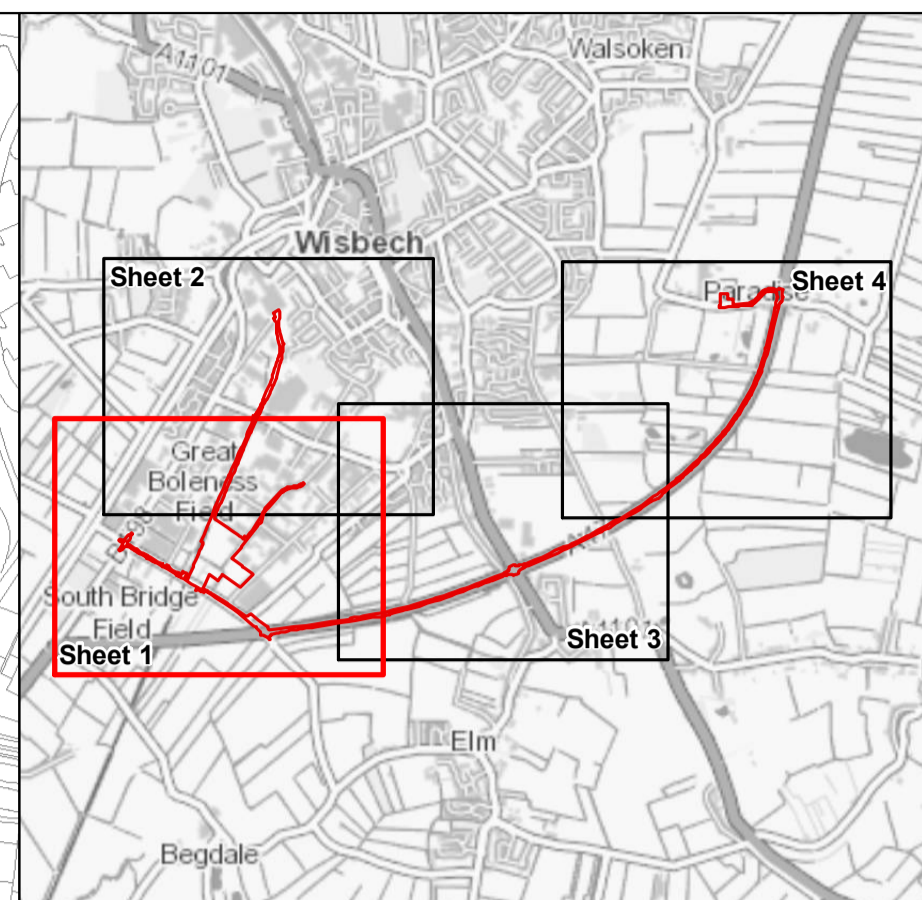 A1101
Walsoken
Wisbech
Sheet 2
Paradise
Sheet 4
Great
Boleness
Field
South Bridge
Field
Sheet 1
Sheet 3
Elm
Begdale